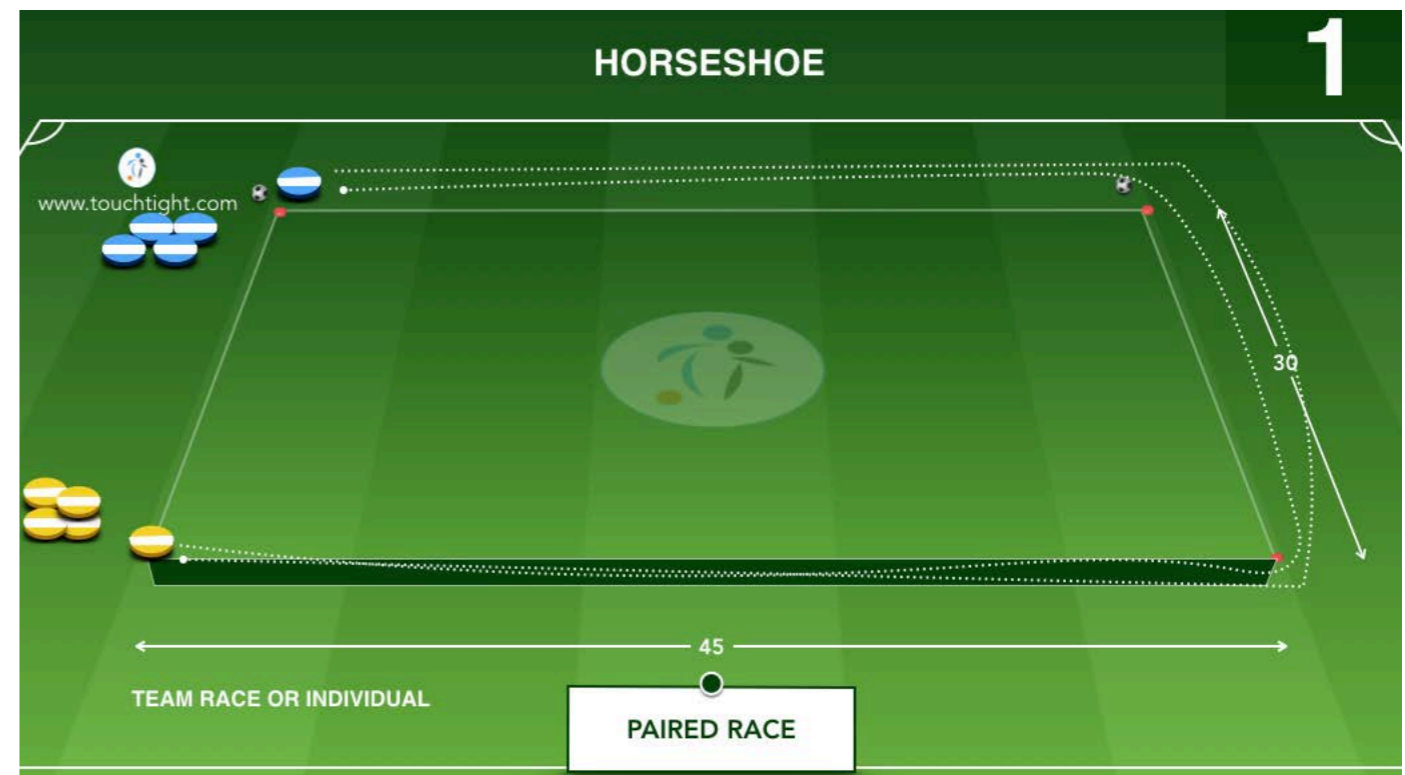 HORSESHOE
1
www.touchtight.com
30
45
TEAM RACE OR INDIVIDUAL
PAIRED RACE